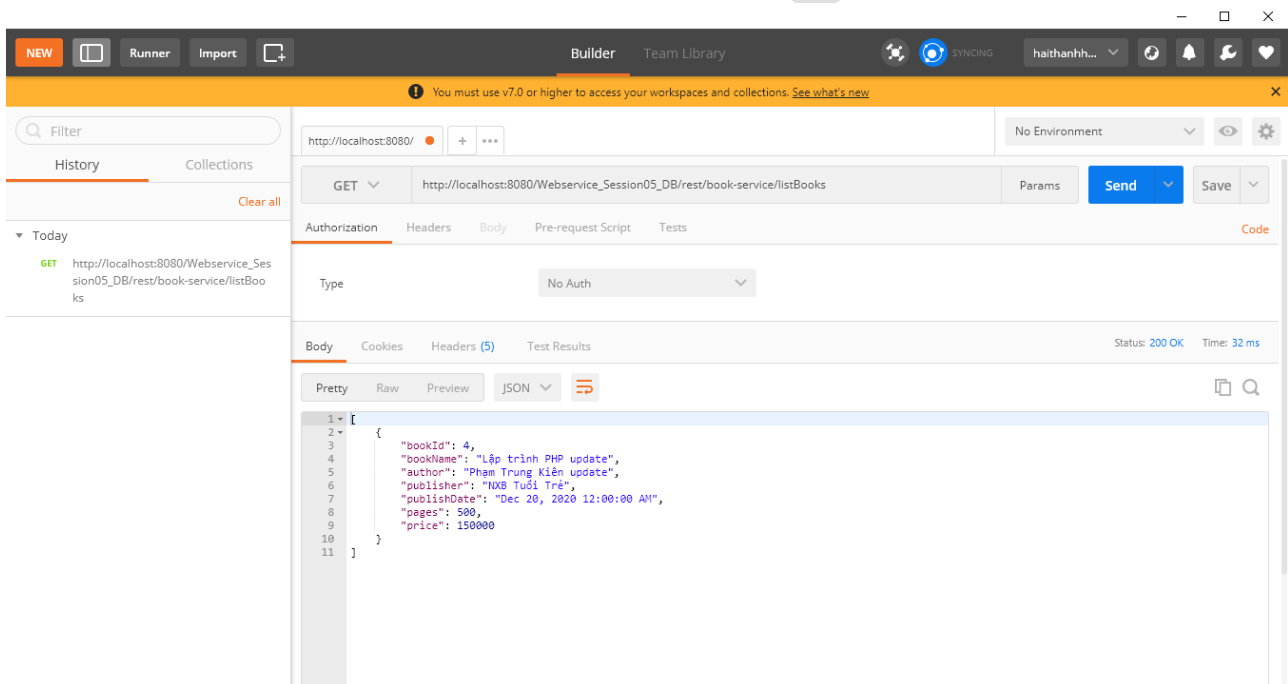 NEW Runner Import Builder Team Library SYNCING haithanhh...
You must use v7.0 or higher to access your workspaces and collections. See what's new
Filter
History Collections
Clear all
Today
GET http://localhost:8080/Webservice_Ses
sion05_DB/rest/book-service/listBoo
ks
http://localhost:8080/ + ••• No Environment
GET http://localhost:8080/Webservice_Session05_DB/rest/book-service/listBooks Params Send Save
Authorization Headers Body Pre-request Script Tests Code
Type No Auth
Body Cookies Headers (5) Test Results Status: 200 OK Time: 32 ms
Pretty Raw Preview JSON
1 [
2 {
3 "bookId": 4,
4 "bookName": "Lập trình PHP update",
5 "author": "Phạm Trung Kiên update",
6 "publisher": "NXB Tuổi Trẻ",
7 "publishDate": "Dec 20, 2020 12:00:00 AM",
8 "pages": 500,
9 "price": 150000
10 }
11 ]